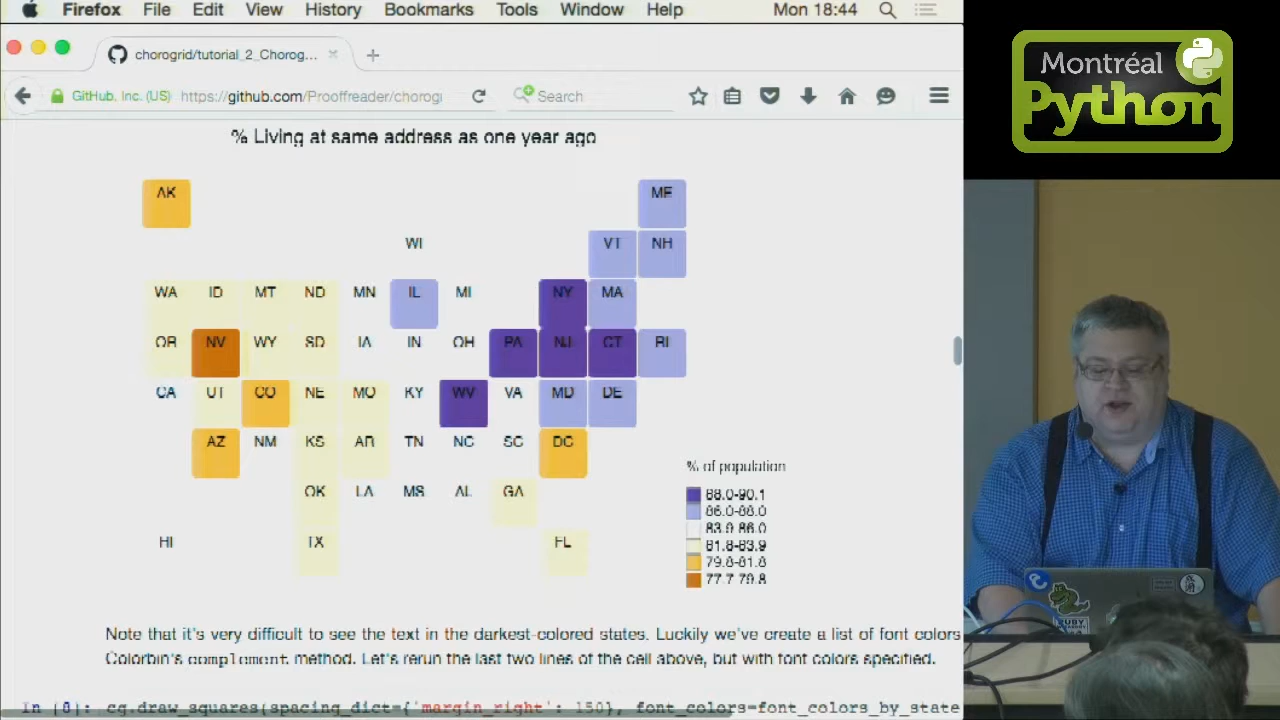 Firefox File Edit View History Bookmarks Tools Window Help Mon 18:44
chorogrid/tutorial_2_Chorog...
GitHub, Inc. (US) https://github.com/Prooffreader/chorogi Search
% Living at same address as one year ago
AK ME
WI VT NH
WA ID MT ND MN IL MI NY MA
OR NV WY SD IA IN OH PA NJ CT RI
CA UT CO NE MO KY WV VA MD DE
AZ NM KS AR TN NC SC DC
OK LA MS AL GA
HI TX FL
% of population
88.0-90.1
86.0-88.0
83.9-86.0
81.8-83.9
79.8-81.8
77.7-79.8
Note that it's very difficult to see the text in the darkest-colored states. Luckily we've create a list of font colors
Colorbin's complement method. Let's rerun the last two lines of the cell above, but with font colors specified.
In [8]: cg.draw_squares(spacing_dict={'margin_right': 150}, font_colors=font_colors_by_state
Montréal
Python
RUBY